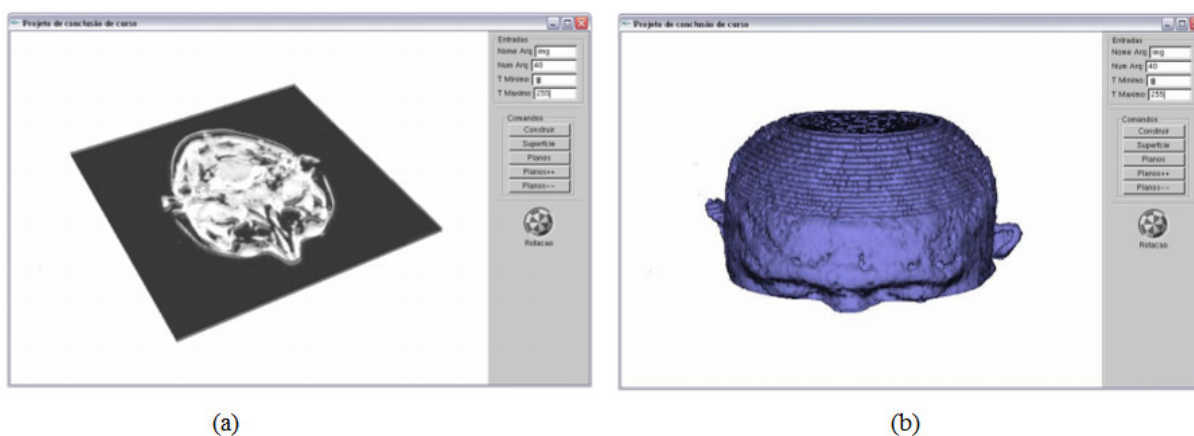 Projeto de conclusão de curso
Entradas
Nome Arq: img
Num Arq: 40
T Minimo: 8
T Maximo: 255
Comandos
Construir
Superfície
Planos
Planos++
Planos--
Rotacao
(a)
Projeto de conclusão de curso
Entradas
Nome Arq: img
Num Arq: 40
T Minimo: 8
T Maximo: 255
Comandos
Construir
Superfície
Planos
Planos++
Planos--
Rotacao
(b)